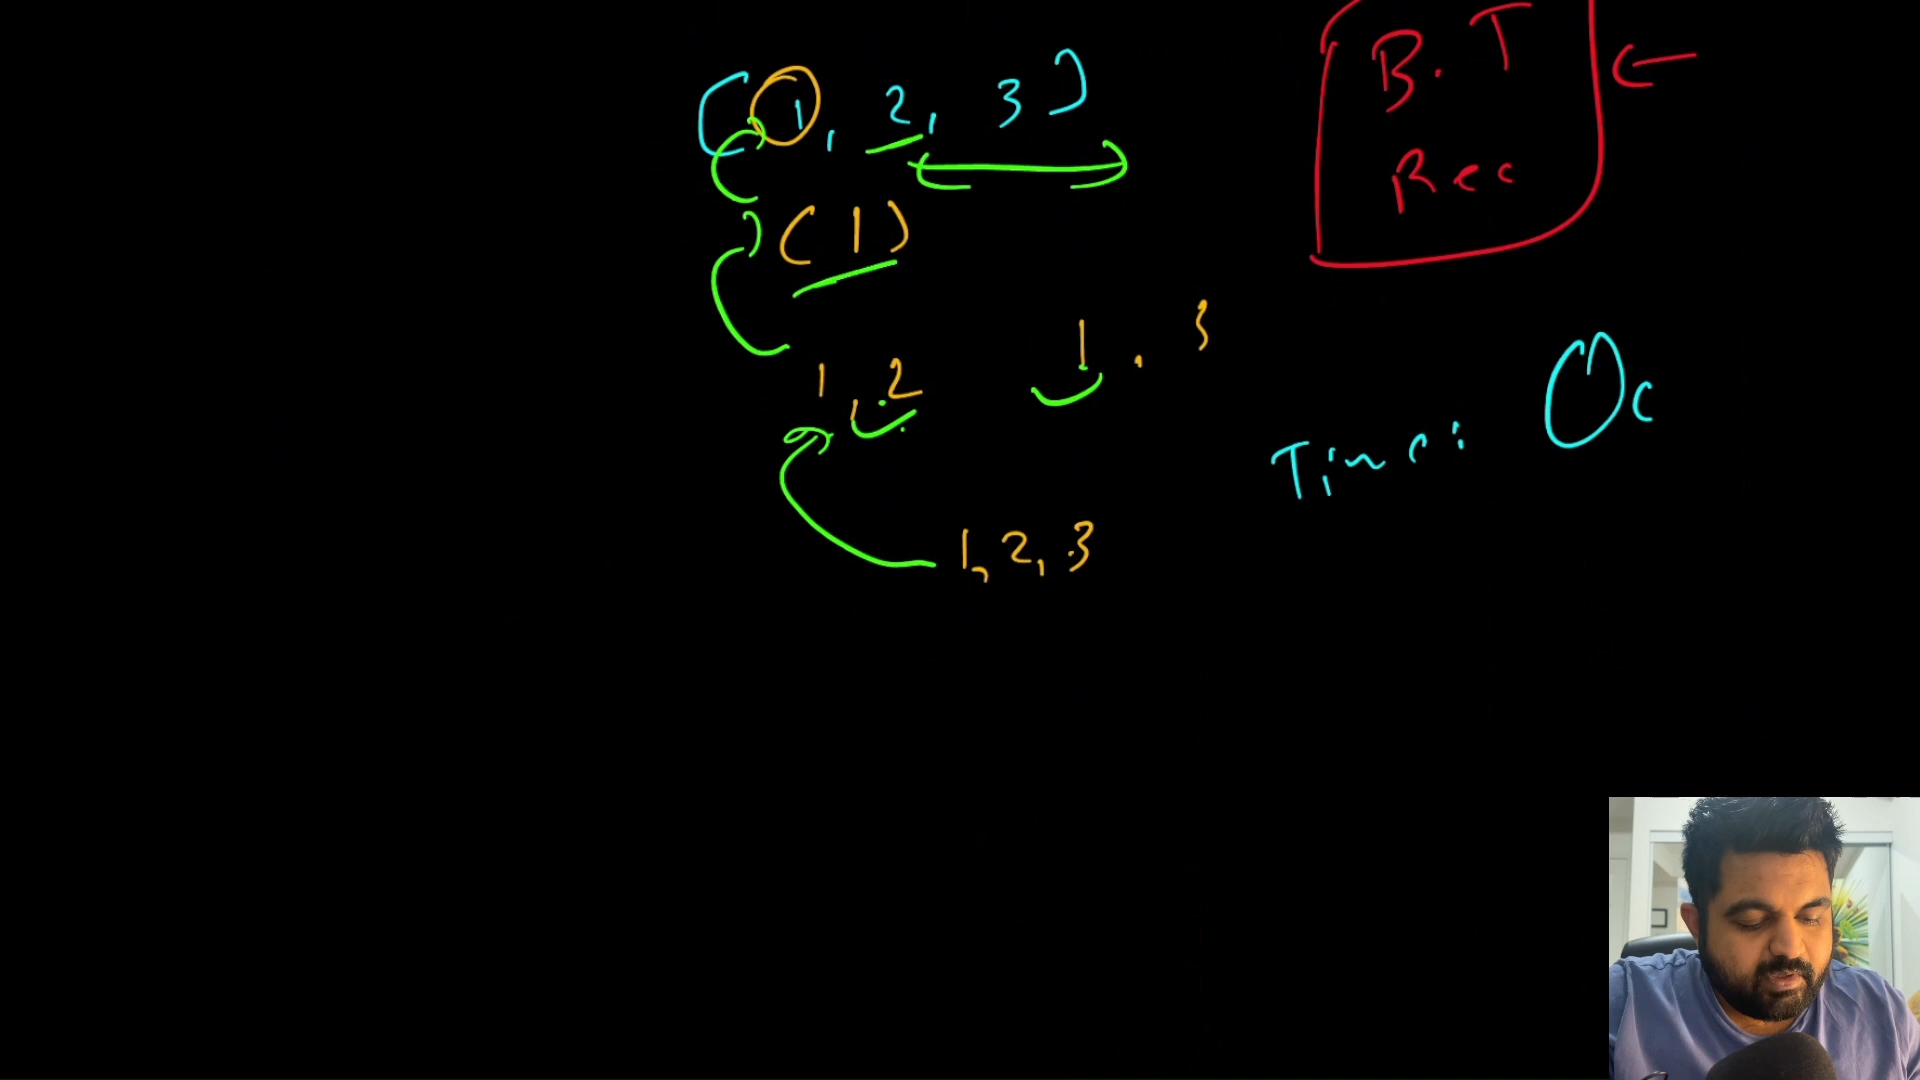 [1, 2, 3]
B.T
Rec
(1)
1, 2
1, 3
Time: O(
1, 2, 3